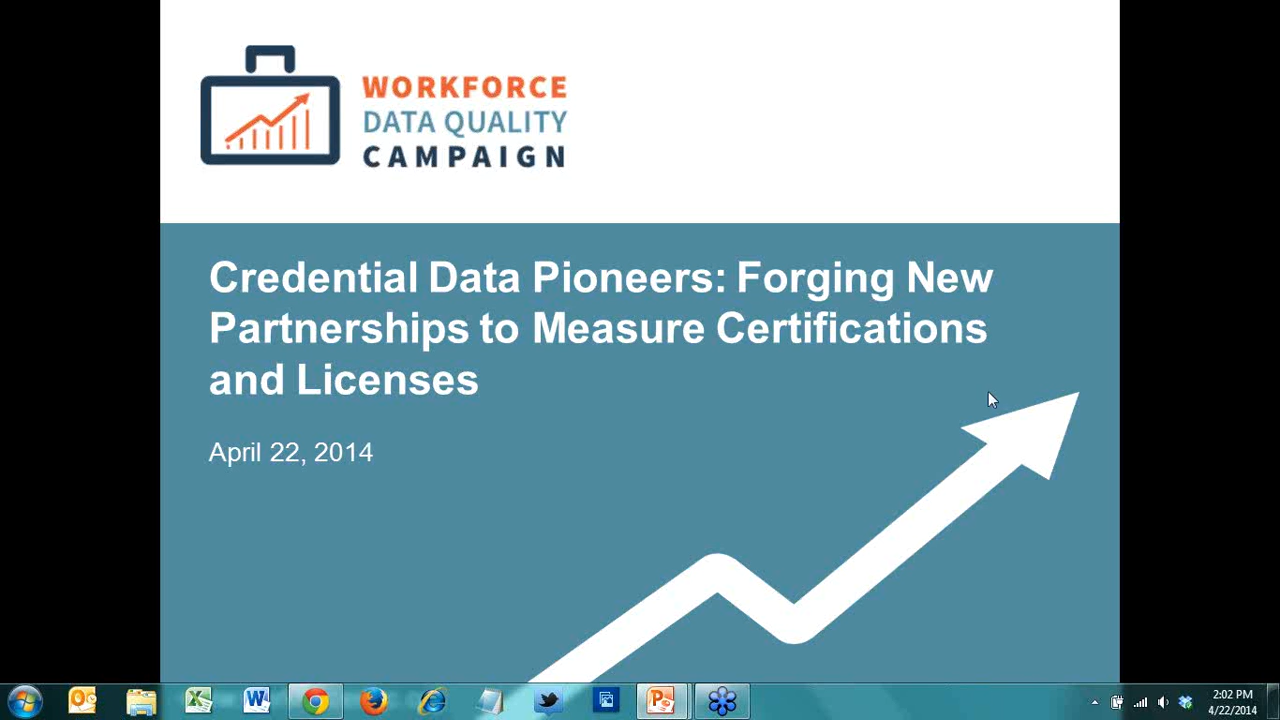 WORKFORCE
DATA QUALITY
CAMPAIGN
Credential Data Pioneers: Forging New
Partnerships to Measure Certifications
and Licenses
April 22, 2014
2:02 PM
4/22/2014